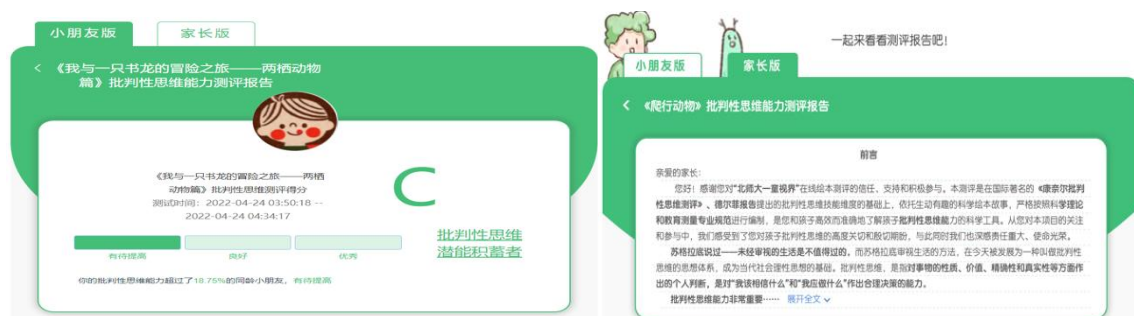 小朋友版
家长版
< 《我与一只书龙的冒险之旅——两栖动物
篇》批判性思维能力测评报告
《我与一只书龙的冒险之旅——两栖
动物篇》批判性思维测评得分
测试时间：2022-04-24 03:50:18 --
2022-04-24 04:34:17
C
批判性思维
潜能积蓄者
有待提高
良好
优秀
你的批判性思维能力超过了18.75%的同龄小朋友，有待提高
一起来看看测评报告吧！
小朋友版
家长版
< 《爬行动物》批判性思维能力测评报告
前言
亲爱的家长：
您好！感谢您对“北师大一童视界”在线绘本测评的信任、支持和积极参与。本测评是在国际著名的《康奈尔批判
性思维测评》、德尔菲报告提出的批判性思维技能维度的基础上，依托生动有趣的科学绘本故事，严格按照科学理论
和教育测量专业规范进行编制，是您和孩子高效而准确地了解孩子批判性思维能力的科学工具。从您对本项目的关注
和参与中，我们感受到了您对孩子批判性思维的高度关切和殷切期盼，与此同时我们也深感责任重大、使命光荣。
苏格拉底说过——未经审视的生活是不值得过的。而苏格拉底审视生活的方法，在今天被发展为一种叫做批判性
思维的思想体系，成为当代社会理性思想的基础。批判性思维，是指对事物的性质、价值、精确性和真实性等方面作
出的个人判断，是对“我该相信什么”和“我应做什么”作出合理决策的能力。
批判性思维能力非常重要…… 展开全文